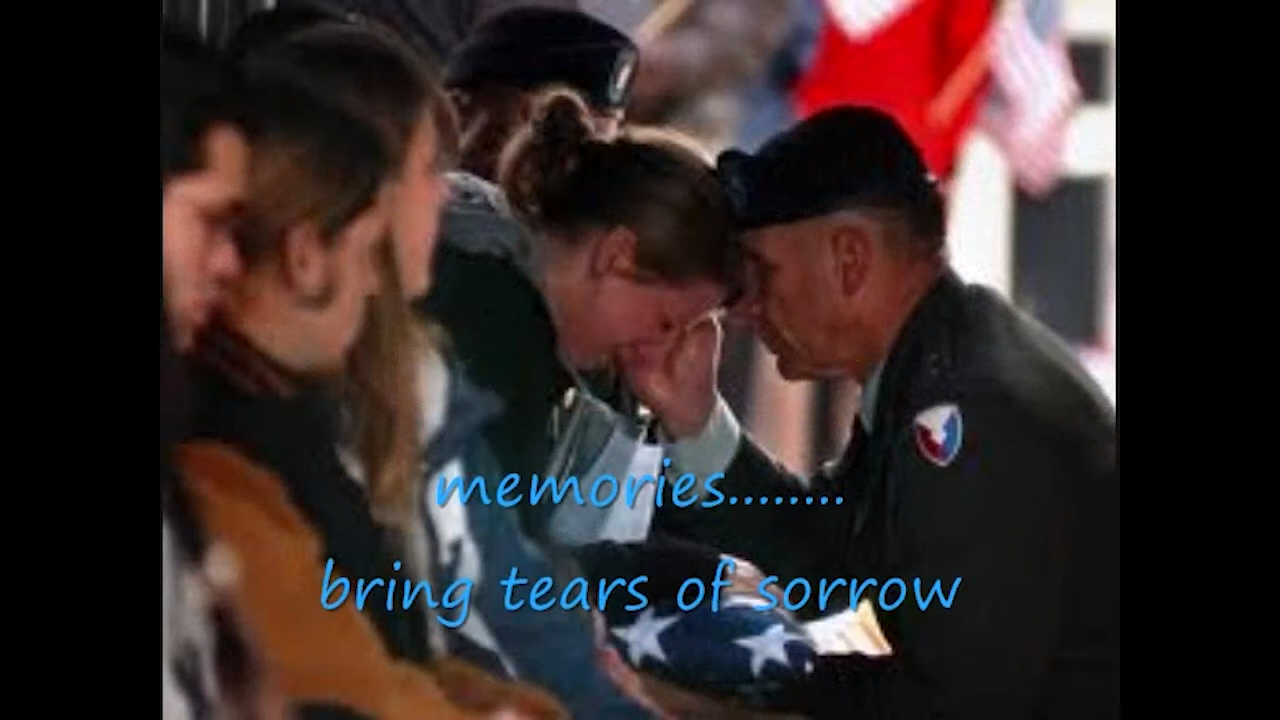 memories........
bring tears of sorrow